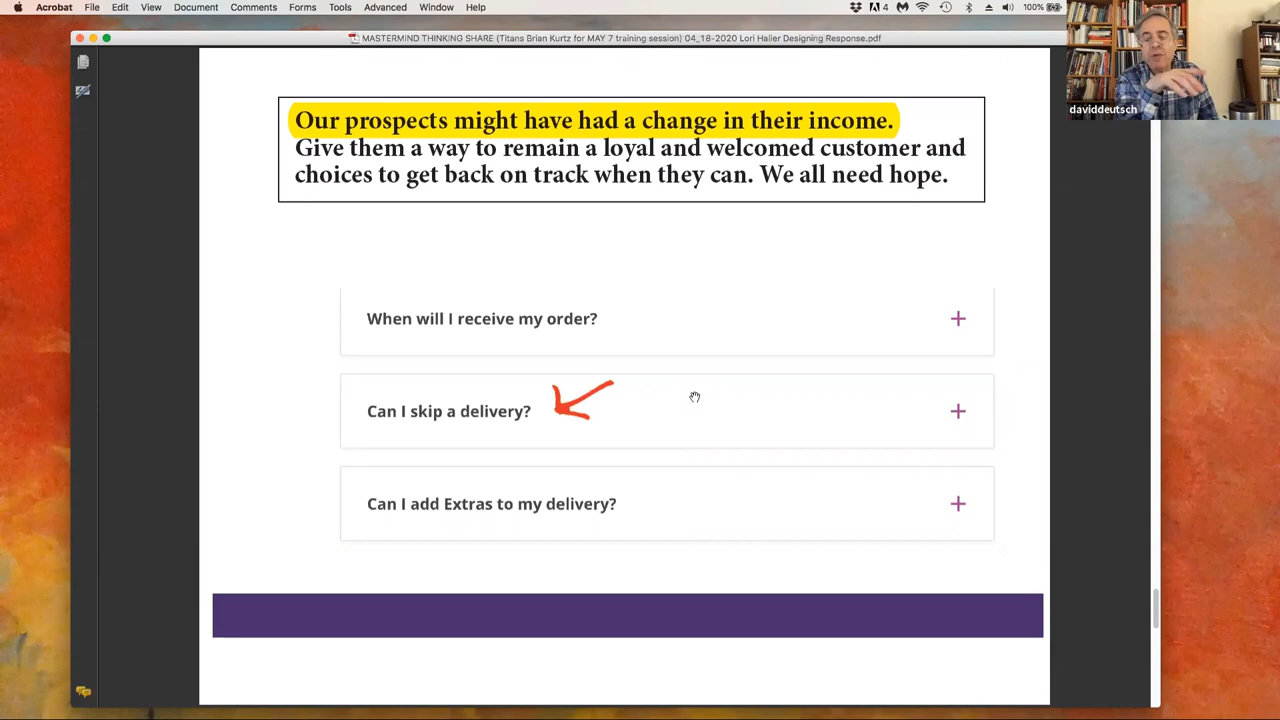 Acrobat File Edit View Document Comments Forms Tools Advanced Window Help 4 100%
MASTERMIND THINKING SHARE (Titans Brian Kurtz for MAY 7 training session) 04_18-2020 Lori Haller Designing Response.pdf
daviddeutsch
Our prospects might have had a change in their income.
Give them a way to remain a loyal and welcomed customer and
choices to get back on track when they can. We all need hope.
When will I receive my order? +
Can I skip a delivery? +
Can I add Extras to my delivery? +